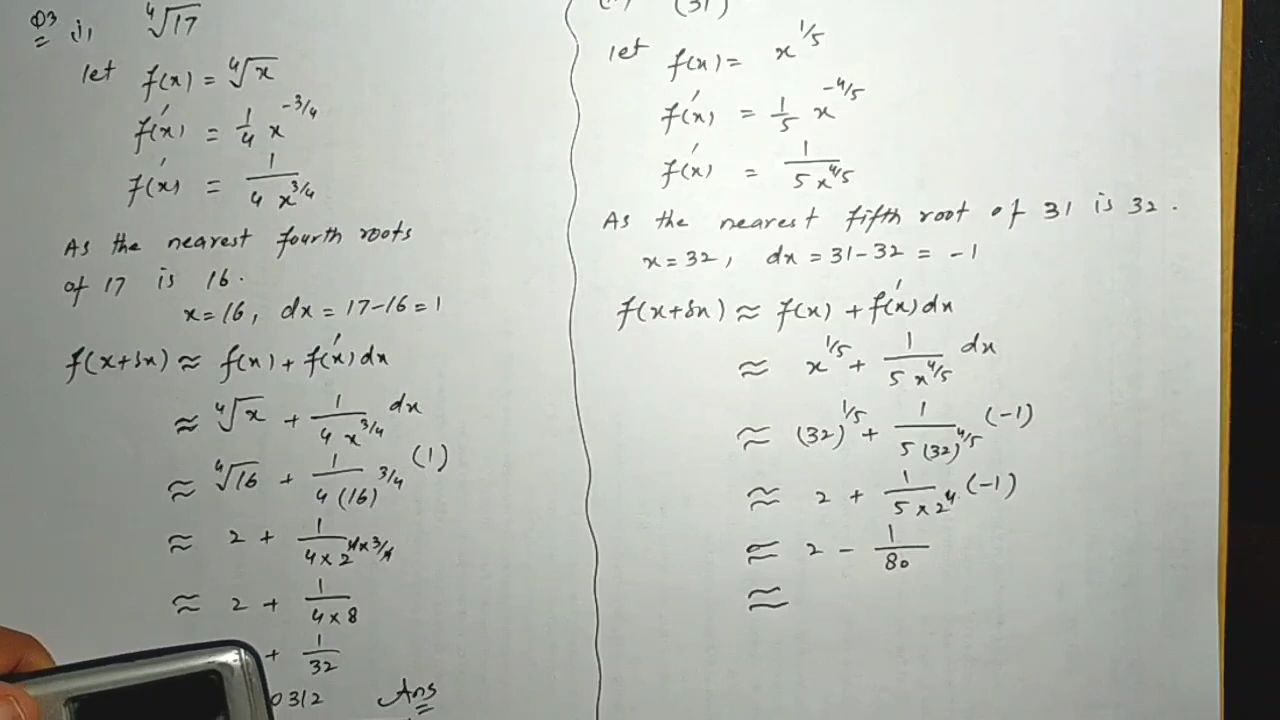 Q3 i, ∜17
let f(x) = ∜x
f'(x) = 1/4 x^-3/4
f'(x) = 1/(4 x^3/4)
As the nearest fourth roots
of 17 is 16.
x=16, dx = 17-16=1
f(x+δx) ≈ f(x) + f'(x)dx
≈ ∜x + 1/(4 x^3/4) dx
≈ ∜16 + 1/(4 (16)^3/4) (1)
≈ 2 + 1/(4×2^4×3/4)
≈ 2 + 1/(4×8)
+ 1/32
0312 Ans
(31)
let f(x) = x^1/5
f'(x) = 1/5 x^-4/5
f'(x) = 1/(5 x^4/5)
As the nearest fifth root of 31 is 32.
x=32, dx = 31-32 = -1
f(x+δx) ≈ f(x) + f'(x)dx
≈ x^1/5 + 1/(5 x^4/5) dx
≈ (32)^1/5 + 1/(5 (32)^4/5) (-1)
≈ 2 + 1/(5×2^4) (-1)
≈ 2 - 1/80
≈